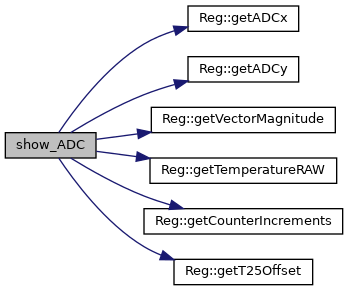 Reg::getADCx
Reg::getADCy
Reg::getVectorMagnitude
show_ADC
Reg::getTemperatureRAW
Reg::getCounterIncrements
Reg::getT25Offset